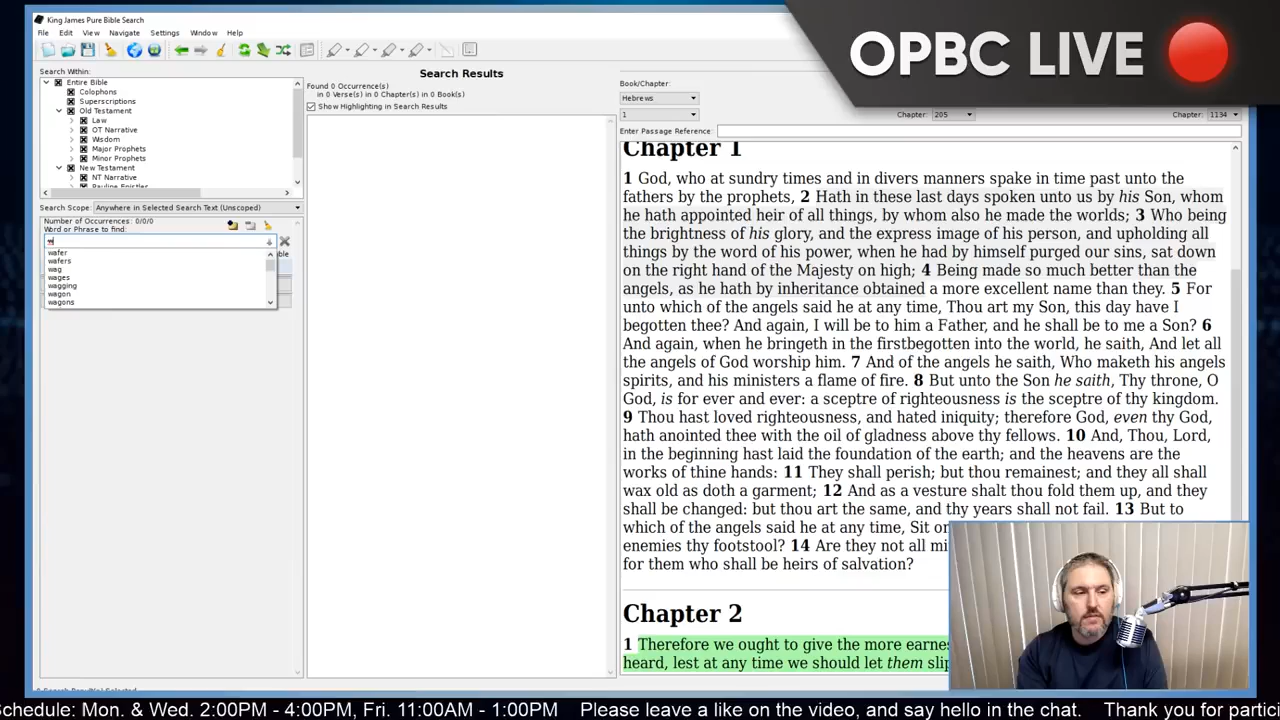 King James Pure Bible Search
OPBC LIVE
File Edit View Navigate Settings Window Help
Search Within:
Entire Bible
Colophons
Superscriptions
Old Testament
Law
OT Narrative
Wisdom
Major Prophets
Minor Prophets
New Testament
NT Narrative
Pauline Epistles
Search Scope: Anywhere in Selected Search Text (Unscoped)
Number of Occurrences: 0/0/0
Word or Phrase to find:
w
wafer
wafers
wag
wages
wagging
wagon
wagons
Search Results
Found 0 Occurrence(s)
in 0 Verse(s) in 0 Chapter(s) in 0 Book(s)
Show Highlighting in Search Results
Book/Chapter:
Hebrews
1
Chapter: 205
Chapter: 1134
Enter Passage Reference:
Chapter 1
1 God, who at sundry times and in divers manners spake in time past unto the
fathers by the prophets, 2 Hath in these last days spoken unto us by his Son, whom
he hath appointed heir of all things, by whom also he made the worlds; 3 Who being
the brightness of his glory, and the express image of his person, and upholding all
things by the word of his power, when he had by himself purged our sins, sat down
on the right hand of the Majesty on high; 4 Being made so much better than the
angels, as he hath by inheritance obtained a more excellent name than they. 5 For
unto which of the angels said he at any time, Thou art my Son, this day have I
begotten thee? And again, I will be to him a Father, and he shall be to me a Son? 6
And again, when he bringeth in the firstbegotten into the world, he saith, And let all
the angels of God worship him. 7 And of the angels he saith, Who maketh his angels
spirits, and his ministers a flame of fire. 8 But unto the Son he saith, Thy throne, O
God, is for ever and ever: a sceptre of righteousness is the sceptre of thy kingdom.
9 Thou hast loved righteousness, and hated iniquity; therefore God, even thy God,
hath anointed thee with the oil of gladness above thy fellows. 10 And, Thou, Lord,
in the beginning hast laid the foundation of the earth; and the heavens are the
works of thine hands: 11 They shall perish; but thou remainest; and they all shall
wax old as doth a garment; 12 And as a vesture shalt thou fold them up, and they
shall be changed: but thou art the same, and thy years shall not fail. 13 But to
which of the angels said he at any time, Sit on
enemies thy footstool? 14 Are they not all mi
for them who shall be heirs of salvation?
Chapter 2
1 Therefore we ought to give the more earnes
heard, lest at any time we should let them slip
Schedule: Mon. & Wed. 2:00PM - 4:00PM, Fri. 11:00AM - 1:00PM Please leave a like on the video, and say hello in the chat. Thank you for partici